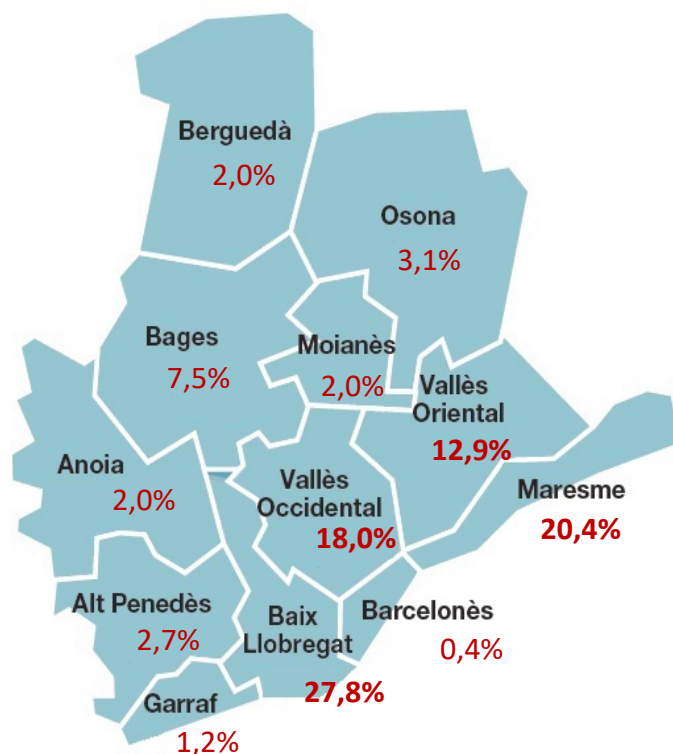 Berguedà
2,0%
Osona
3,1%
Bages
7,5%
Moianès
2,0%
Vallès
Oriental
12,9%
Anoia
2,0%
Vallès
Occidental
18,0%
Maresme
20,4%
Alt Penedès
2,7%
Baix
Llobregat
27,8%
Barcelonès
0,4%
Garraf
1,2%